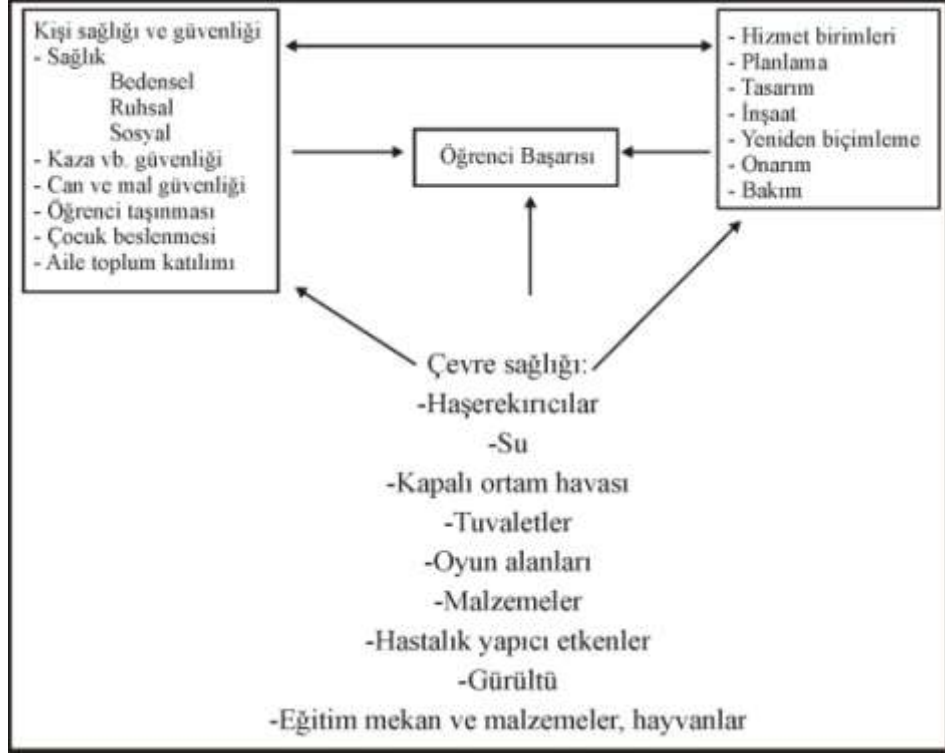 Kişi sağlığı ve güvenliği
- Sağlık
Bedensel
Ruhsal
Sosyal
- Kaza vb. güvenliği
- Can ve mal güvenliği
- Öğrenci taşınması
- Çocuk beslenmesi
- Aile toplum katılımı
Öğrenci Başarısı
- Hizmet birimleri
- Planlama
- Tasarım
- İnşaat
- Yeniden biçimleme
- Onarım
- Bakım
Çevre sağlığı:
-Haşerekırıcılar
-Su
-Kapalı ortam havası
-Tuvaletler
-Oyun alanları
-Malzemeler
-Hastalık yapıcı etkenler
-Gürültü
-Eğitim mekan ve malzemeler, hayvanlar